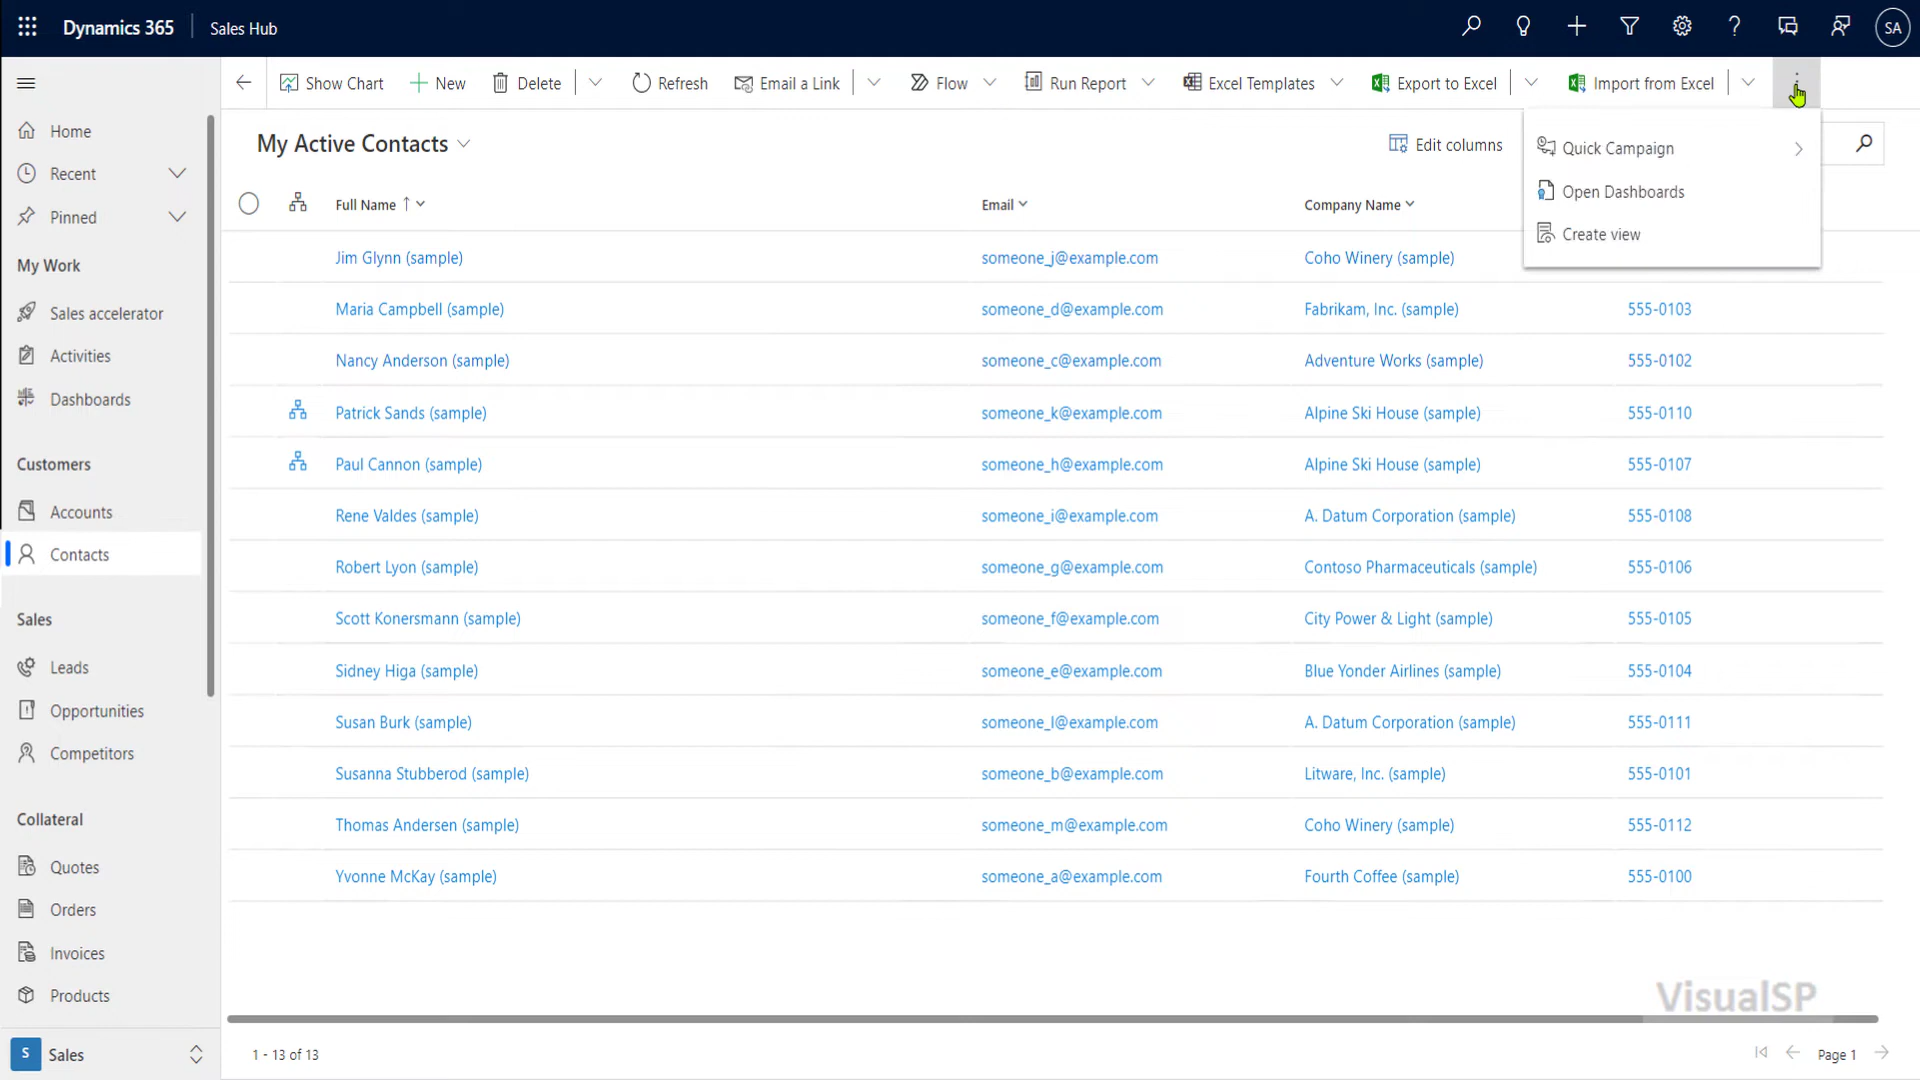 Dynamics 365 Sales Hub SA
Show Chart New Delete Refresh Email a Link Flow Run Report Excel Templates Export to Excel Import from Excel
Home
Recent
Pinned
My Work
Sales accelerator
Activities
Dashboards
Customers
Accounts
Contacts
Sales
Leads
Opportunities
Competitors
Collateral
Quotes
Orders
Invoices
Products
S Sales
My Active Contacts Edit columns
Quick Campaign
Open Dashboards
Create view
Full Name ↑ Email Company Name
Jim Glynn (sample) someone_j@example.com Coho Winery (sample)
Maria Campbell (sample) someone_d@example.com Fabrikam, Inc. (sample) 555-0103
Nancy Anderson (sample) someone_c@example.com Adventure Works (sample) 555-0102
Patrick Sands (sample) someone_k@example.com Alpine Ski House (sample) 555-0110
Paul Cannon (sample) someone_h@example.com Alpine Ski House (sample) 555-0107
Rene Valdes (sample) someone_i@example.com A. Datum Corporation (sample) 555-0108
Robert Lyon (sample) someone_g@example.com Contoso Pharmaceuticals (sample) 555-0106
Scott Konersmann (sample) someone_f@example.com City Power & Light (sample) 555-0105
Sidney Higa (sample) someone_e@example.com Blue Yonder Airlines (sample) 555-0104
Susan Burk (sample) someone_l@example.com A. Datum Corporation (sample) 555-0111
Susanna Stubberod (sample) someone_b@example.com Litware, Inc. (sample) 555-0101
Thomas Andersen (sample) someone_m@example.com Coho Winery (sample) 555-0112
Yvonne McKay (sample) someone_a@example.com Fourth Coffee (sample) 555-0100
VisualSP
1 - 13 of 13 Page 1